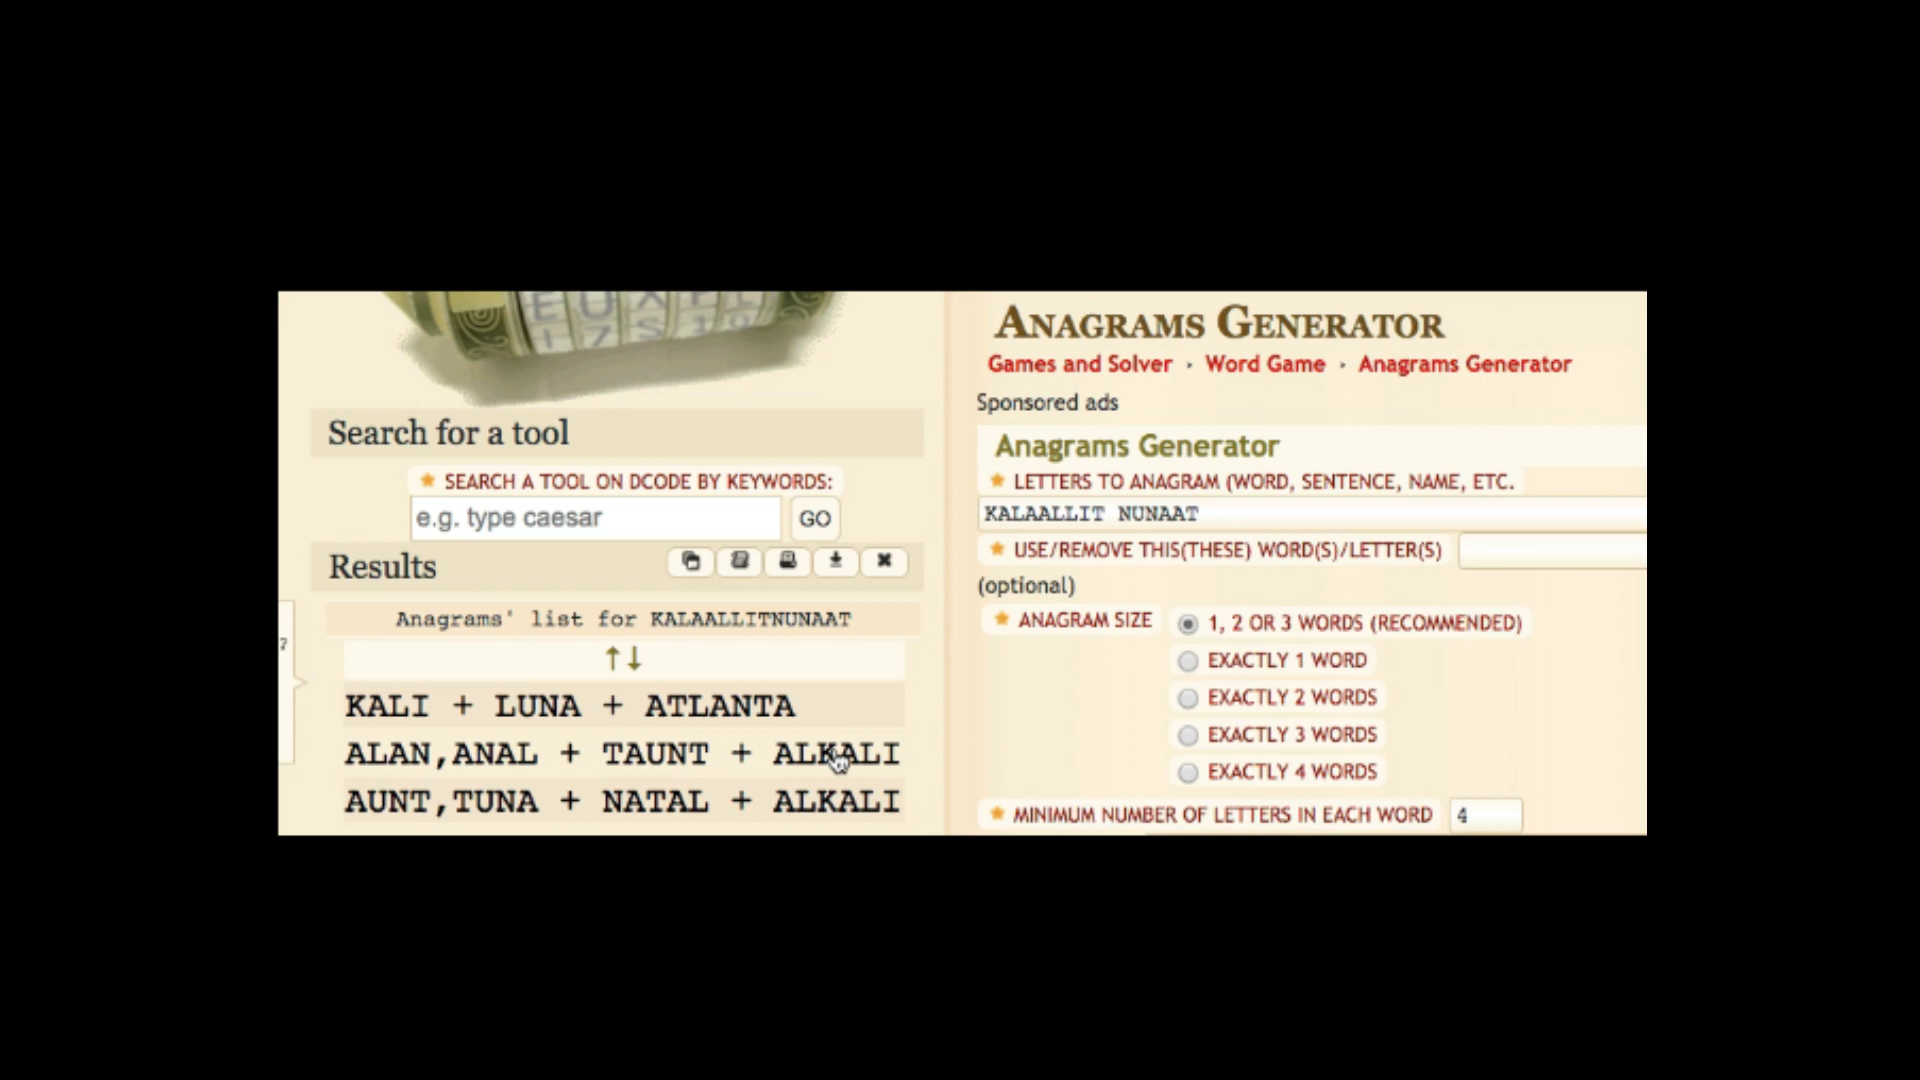 Search for a tool
SEARCH A TOOL ON DCODE BY KEYWORDS:
e.g. type caesar
GO
Results
Anagrams' list for KALAALLITNUNAAT
↑↓
KALI + LUNA + ATLANTA
ALAN,ANAL + TAUNT + ALKALI
AUNT,TUNA + NATAL + ALKALI
?
ANAGRAMS GENERATOR
Games and Solver · Word Game · Anagrams Generator
Sponsored ads
Anagrams Generator
LETTERS TO ANAGRAM (WORD, SENTENCE, NAME, ETC.
KALAALLIT NUNAAT
USE/REMOVE THIS(THESE) WORD(S)/LETTER(S)
(optional)
ANAGRAM SIZE
1, 2 OR 3 WORDS (RECOMMENDED)
EXACTLY 1 WORD
EXACTLY 2 WORDS
EXACTLY 3 WORDS
EXACTLY 4 WORDS
MINIMUM NUMBER OF LETTERS IN EACH WORD 4